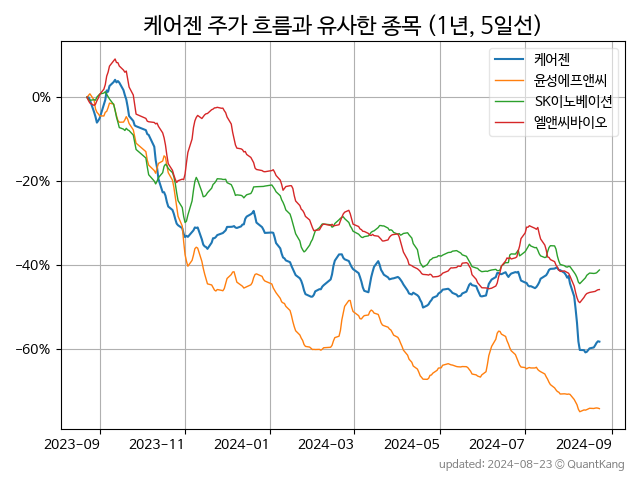 케어젠 주가 흐름과 유사한 종목 (1년, 5일선)
케어젠
윤성에프앤씨
SK이노베이션
엘앤씨바이오
0%
−20%
−40%
−60%
2023-09 2023-11 2024-01 2024-03 2024-05 2024-07 2024-09
updated: 2024-08-23 © QuantKang